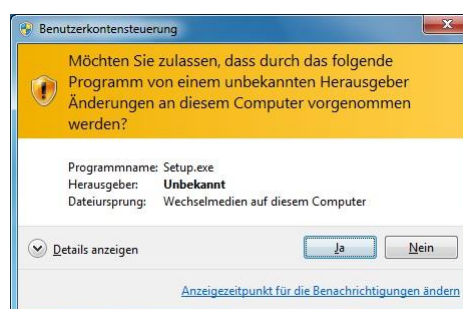 Benutzerkontensteuerung
Möchten Sie zulassen, dass durch das folgende
Programm von einem unbekannten Herausgeber
Änderungen an diesem Computer vorgenommen
werden?
Programmname: Setup.exe
Herausgeber: Unbekannt
Dateiursprung: Wechselmedien auf diesem Computer
Details anzeigen Ja Nein
Anzeigezeitpunkt für die Benachrichtigungen ändern